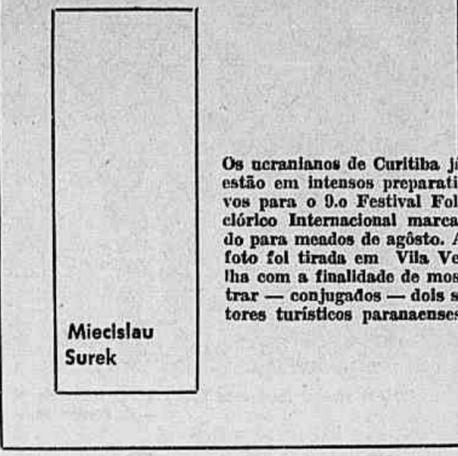 Os ucranianos de Curitiba já
estão em intensos preparati
vos para o 9.o Festival Fol
clórico Internacional marca
do para meados de agôsto. A
foto foi tirada em Vila Ve
lha com a finalidade de mos
trar — conjugados — dois s
tores turísticos paranaenses
Miecislau
Surek